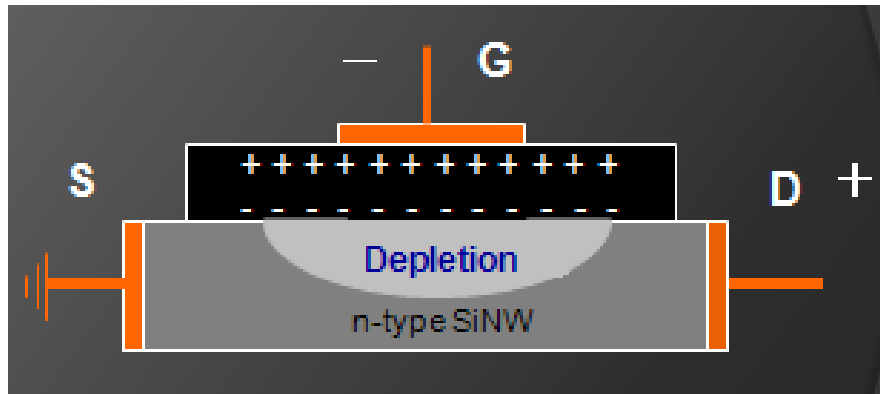 — G
+ + + + + + + + + + + +
S
D +
- - - - - - - - - - - -
Depletion
n-type SiNW